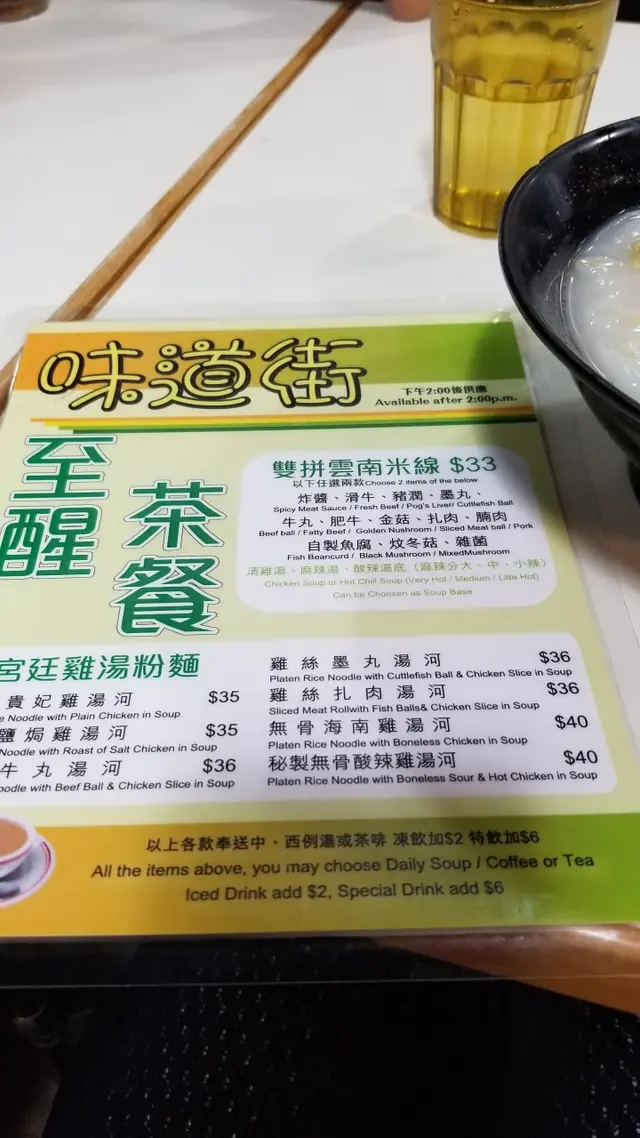 味道街
下午2:00後供應
Available after 2:00p.m.
至醒
茶餐
雙拼雲南米線 $33
以下任選兩款Choose 2 items of the below
炸醬、滑牛、豬潤、墨丸、
Spicy Meat Sauce / Fresh Beef / Pog's Liver/ Cuttlefish Ball
牛丸、肥牛、金菇、扎肉、腩肉
Beef ball / Fatty Beef / Golden Nushroom / Sliced Meat ball / Pork
自製魚腐、炆冬菇、雜菌
Fish Beancurd / Black Mushroom / MixedMushroom
清雞湯、麻辣湯、酸辣湯底（麻辣分大、中、小辣）
Chicken Soup or Hot Chiil Soup (Very Hot / Medium / Litte Hot)
Can be Choosen as Soup Base
宮廷雞湯粉麵
貴妃雞湯河 $35
e Noodle with Plain Chicken in Soup
鹽焗雞湯河 $35
Noodle with Roast of Salt Chicken in Soup
牛丸湯河 $36
oodle with Beef Ball & Chicken Slice in Soup
雞絲墨丸湯河 $36
Platen Rice Noodle with Cuttlefish Ball & Chicken Slice in Soup
雞絲扎肉湯河 $36
Sliced Meat Rollwith Fish Balls& Chicken Slice in Soup
無骨海南雞湯河 $40
Platen Rice Noodle with Boneless Chicken in Soup
秘製無骨酸辣雞湯河 $40
Platen Rice Noodle with Boneless Sour & Hot Chicken in Soup
以上各款奉送中、西例湯或茶啡 凍飲加$2 特飲加$6
All the items above, you may choose Daily Soup / Coffee or Tea
Iced Drink add $2, Special Drink add $6